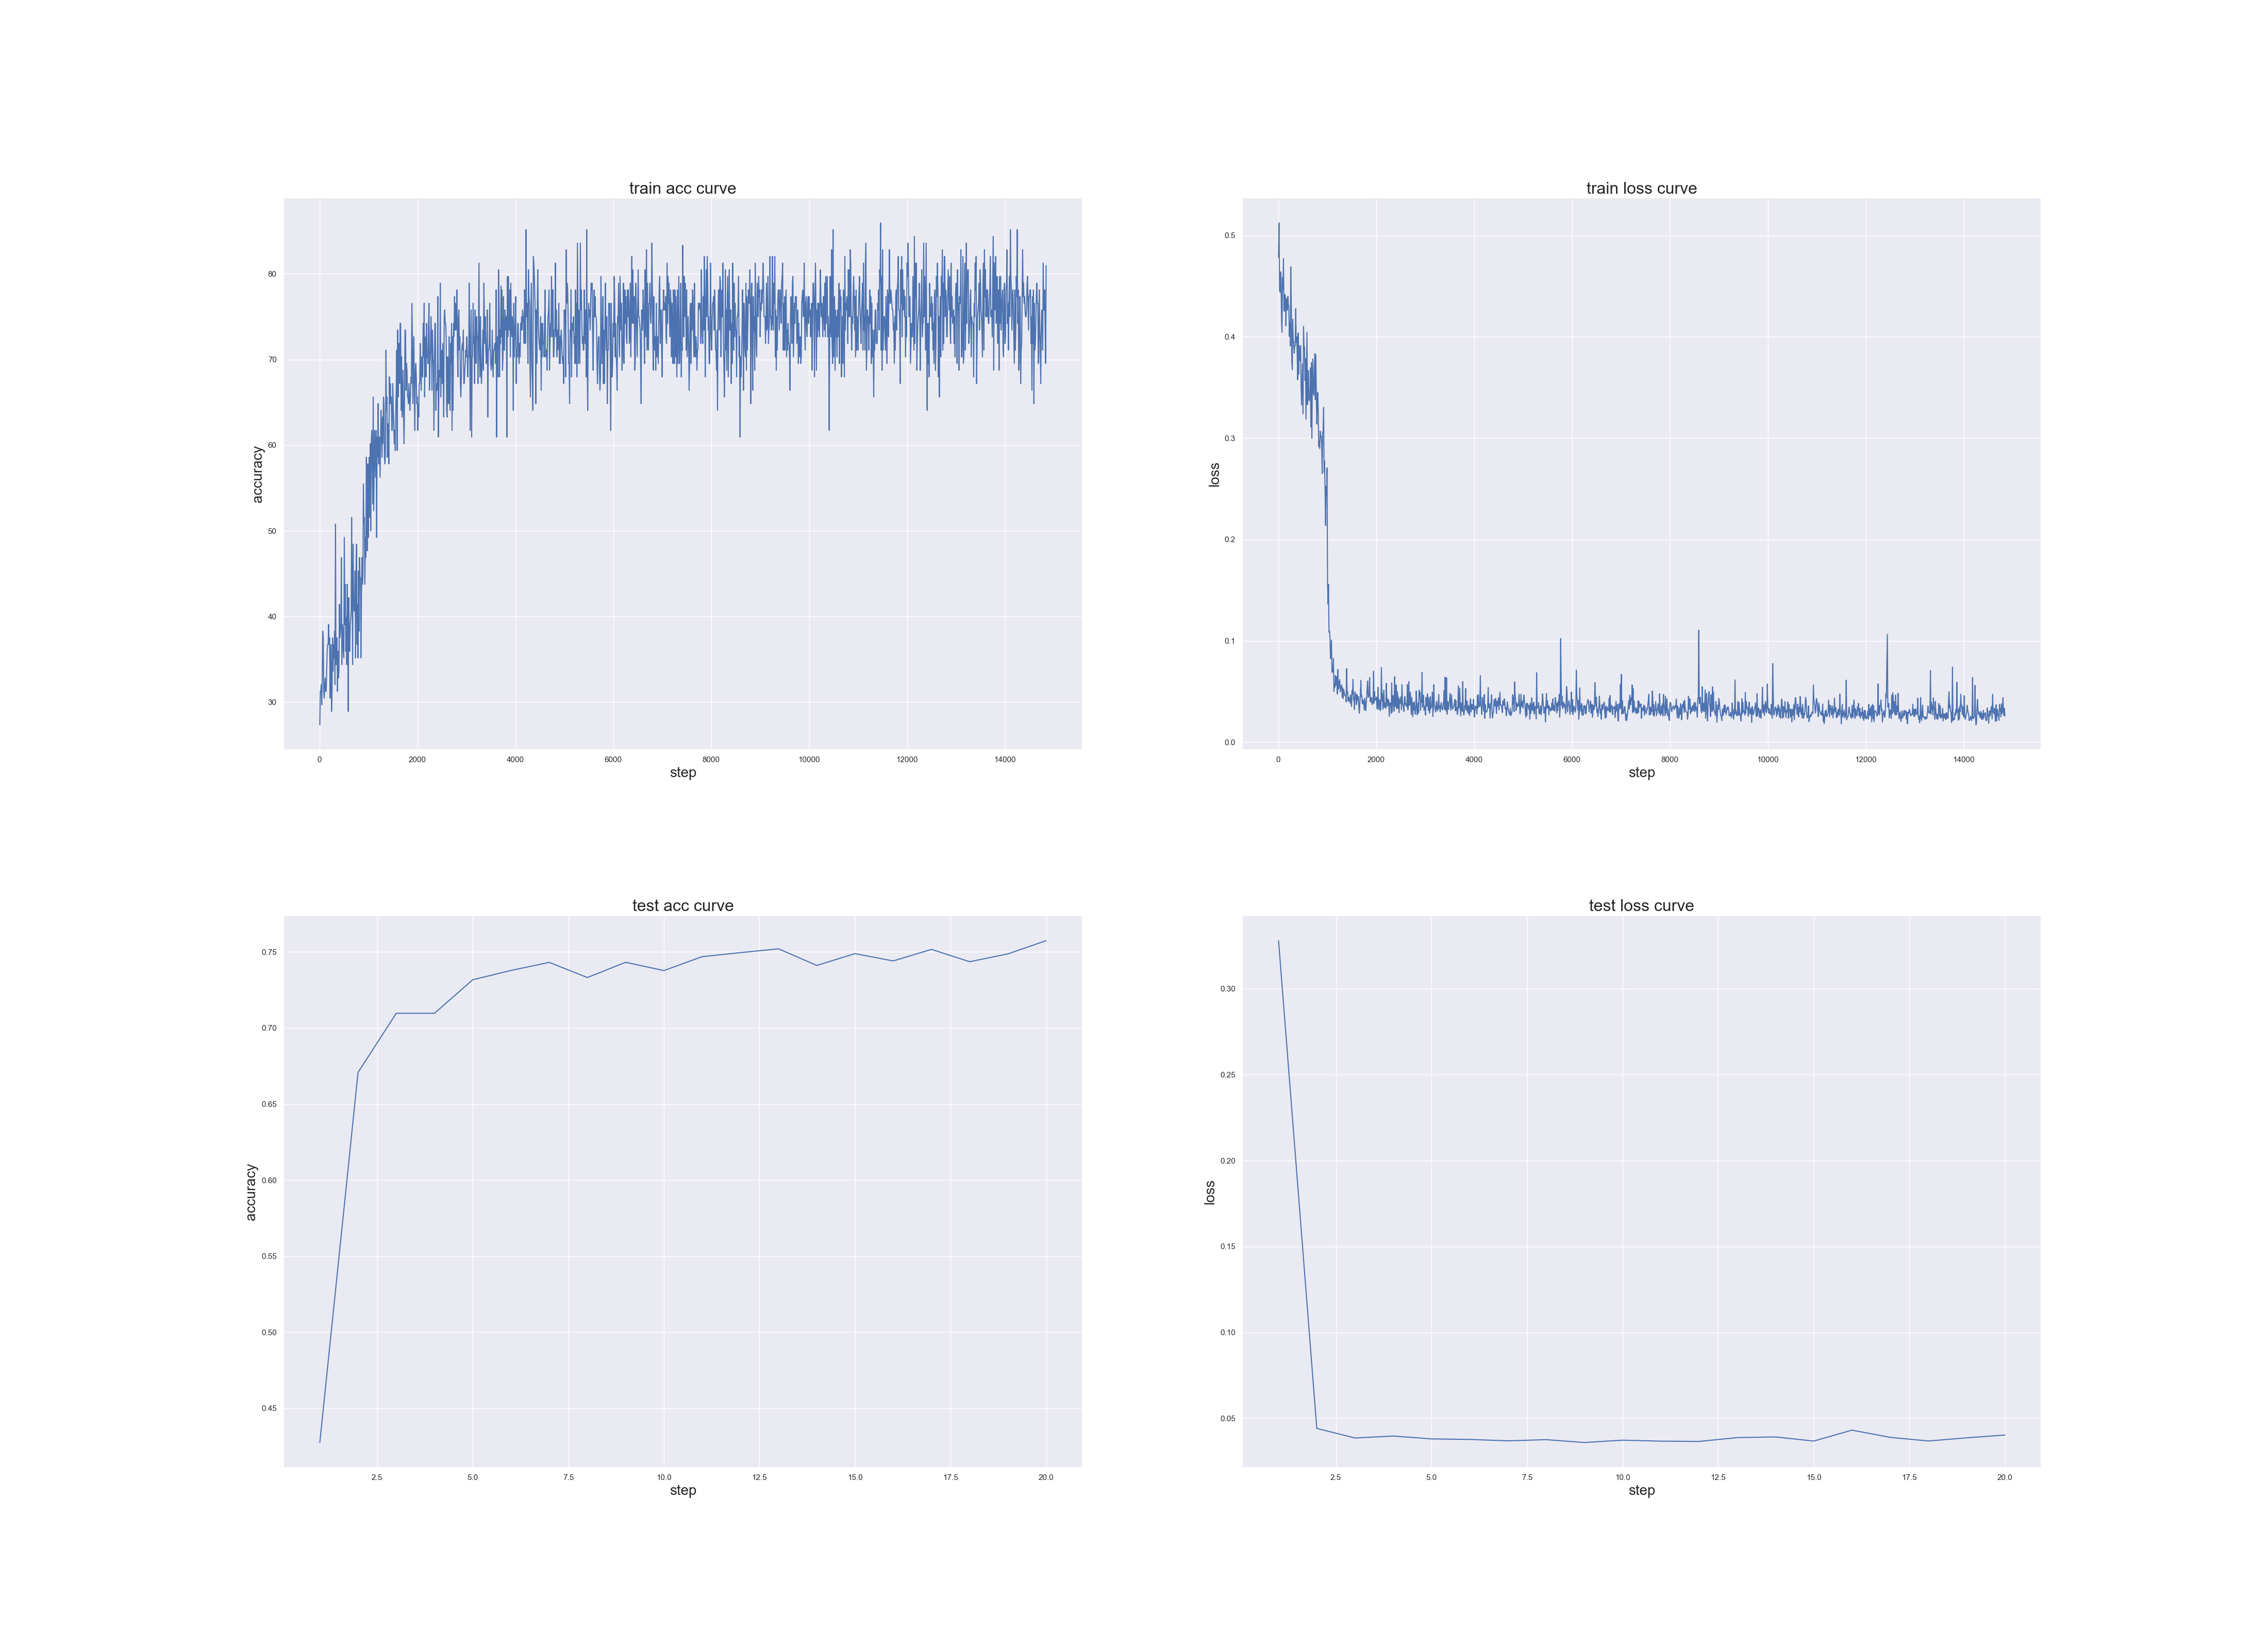 train acc curve
accuracy
80
70
60
50
40
30
0 2000 4000 6000 8000 10000 12000 14000
step
train loss curve
loss
0.5
0.4
0.3
0.2
0.1
0.0
0 2000 4000 6000 8000 10000 12000 14000
step
test acc curve
accuracy
0.75
0.70
0.65
0.60
0.55
0.50
0.45
2.5 5.0 7.5 10.0 12.5 15.0 17.5 20.0
step
test loss curve
loss
0.30
0.25
0.20
0.15
0.10
0.05
2.5 5.0 7.5 10.0 12.5 15.0 17.5 20.0
step